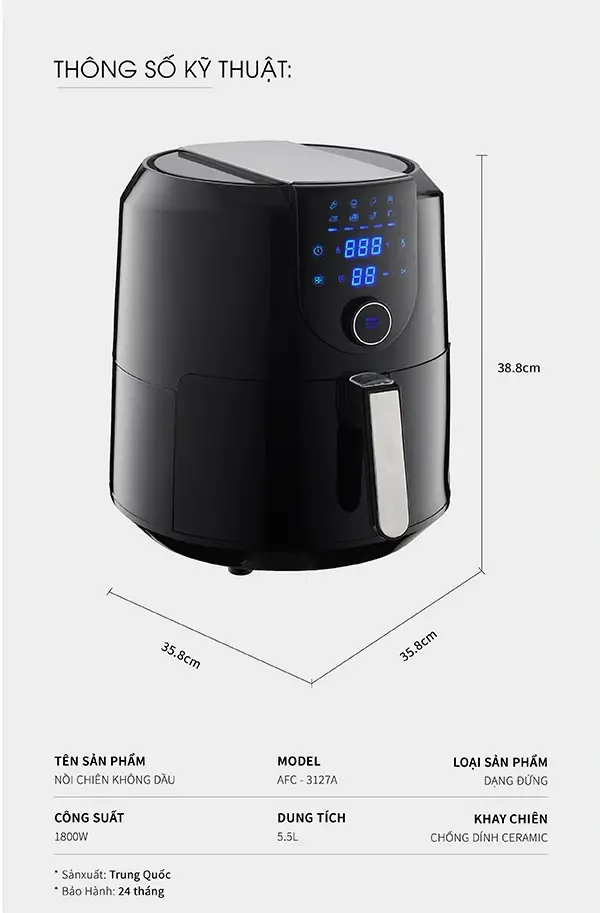 THÔNG SỐ KỸ THUẬT:
888
88
38.8cm
35.8cm
35.8cm
TÊN SẢN PHẨM
NỒI CHIÊN KHÔNG DẦU
MODEL
AFC - 3127A
LOẠI SẢN PHẨM
DẠNG ĐỨNG
CÔNG SUẤT
1800W
DUNG TÍCH
5.5L
KHAY CHIÊN
CHỐNG DÍNH CERAMIC
* Sảnxuất: Trung Quốc
* Bảo Hành: 24 tháng